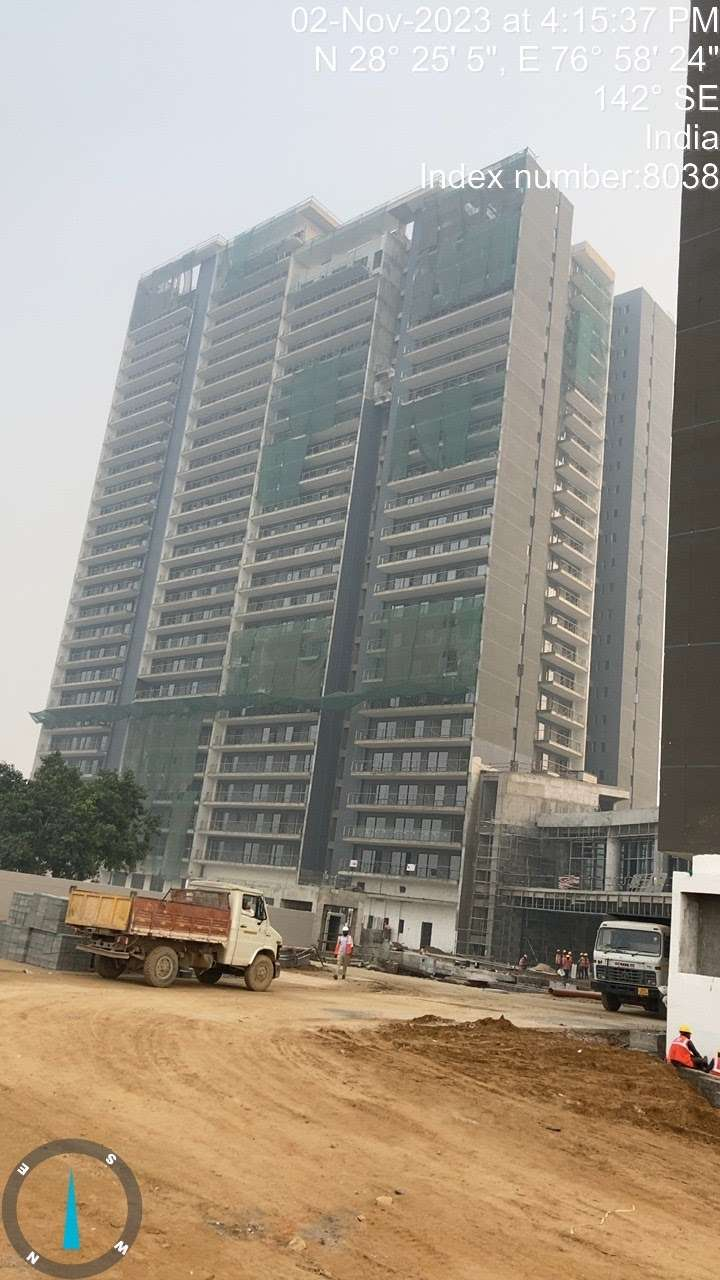 02-Nov-2023 at 4:15:37 PM
N 28° 25' 5", E 76° 58' 24"
142° SE
India
Index number:8038
S
E
W
N